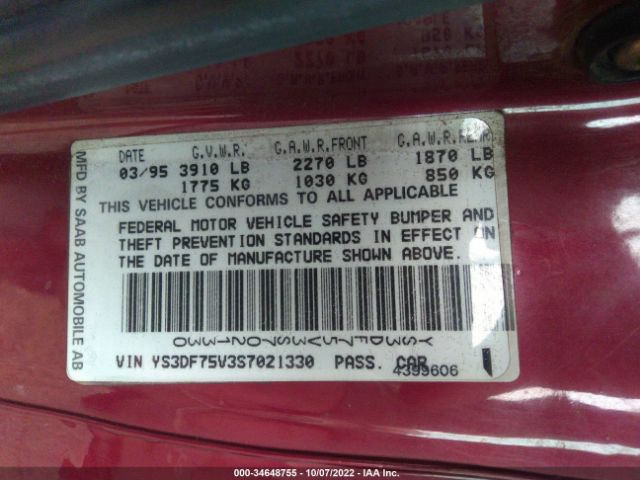 DATE G.V.W.R. G.A.W.R.FRONT G.A.W.R.REAR
03/95 3910 LB 2270 LB 1870 LB
1775 KG 1030 KG 850 KG
THIS VEHICLE CONFORMS TO ALL APPLICABLE
FEDERAL MOTOR VEHICLE SAFETY BUMPER AND
THEFT PREVENTION STANDARDS IN EFFECT ON
THE DATE OF MANUFACTURE SHOWN ABOVE.
YS3DF75V3S7021330
VIN YS3DF75V3S7021330 PASS. CAR
4399606
MFD BY SAAB AUTOMOBILE AB
000-34648755 - 10/07/2022 - IAA Inc.